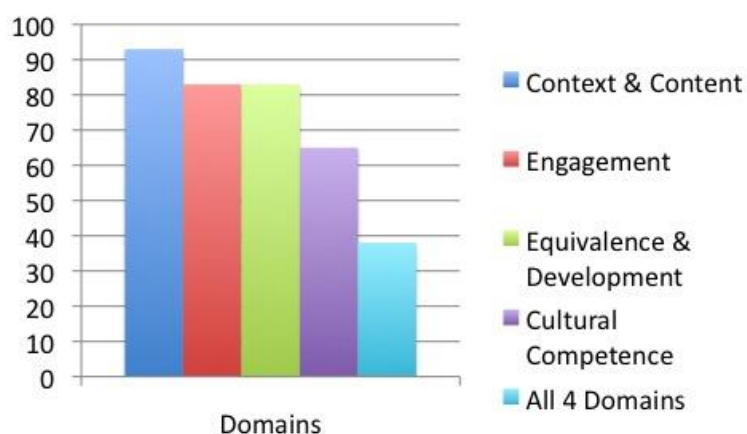 100
90
80
70
60
50
40
30
20
10
0
Domains
Context & Content
Engagement
Equivalence &
Development
Cultural
Competence
All 4 Domains